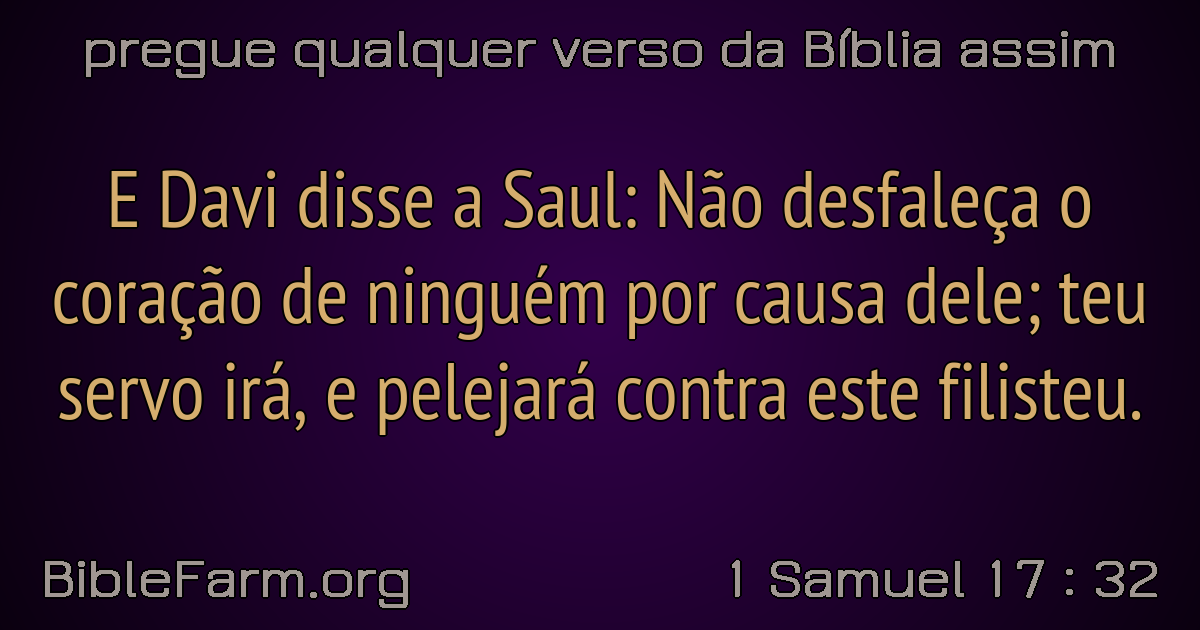 pregue qualquer verso da Bíblia assim
E Davi disse a Saul: Não desfaleça o
coração de ninguém por causa dele; teu
servo irá, e pelejará contra este filisteu.
BibleFarm.org
1 Samuel 17 : 32